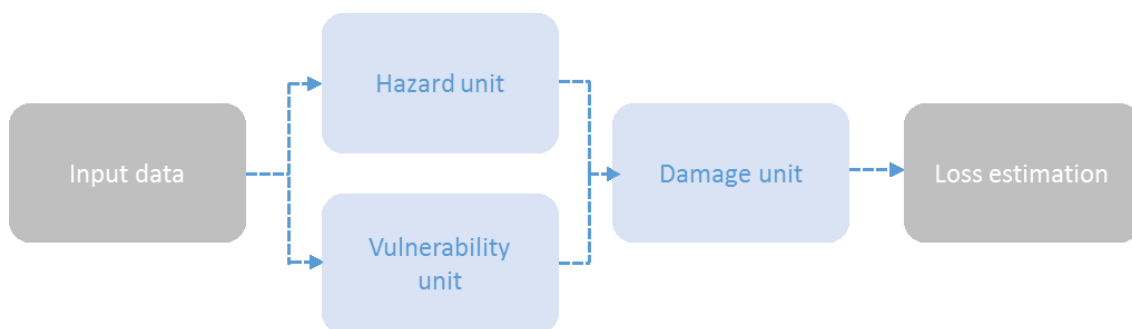 Input data
Hazard unit
Vulnerability
unit
Damage unit
Loss estimation